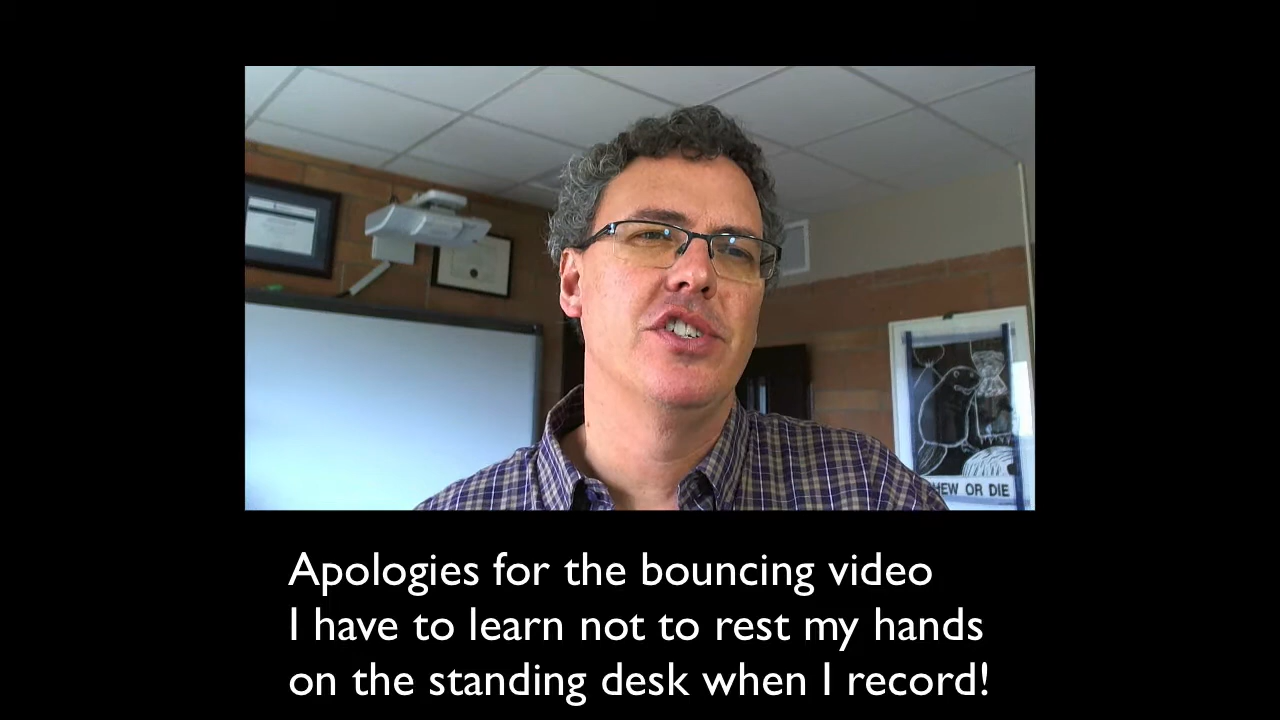 HEW OR DIE
Apologies for the bouncing video
I have to learn not to rest my hands
on the standing desk when I record!